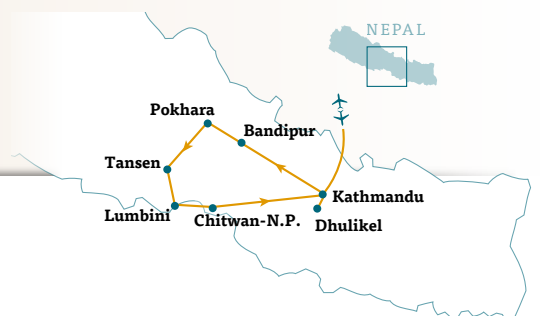 NEPAL
Pokhara
Bandipur
Tansen
Kathmandu
Lumbini
Chitwan-N.P.
Dhulikel